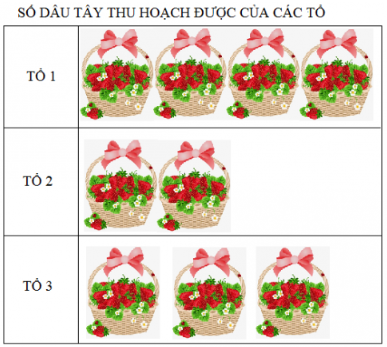 SỐ DÂU TÂY THU HOẠCH ĐƯỢC CỦA CÁC TỔ
TỔ 1
TỔ 2
TỔ 3